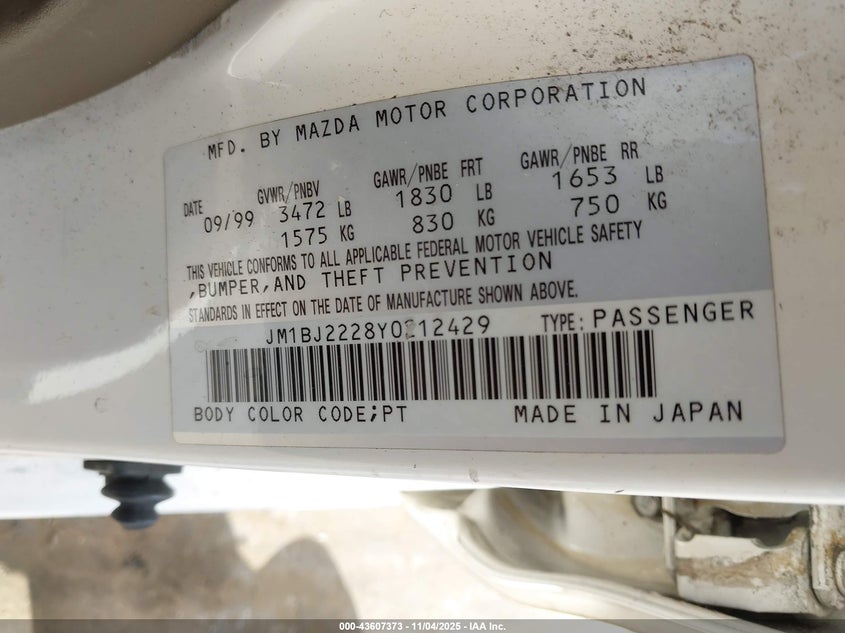 MFD. BY MAZDA MOTOR CORPORATION
DATE GVWR/PNBV GAWR/PNBE FRT GAWR/PNBE RR
09/99 3472 LB 1830 LB 1653 LB
1575 KG 830 KG 750 KG
THIS VEHICLE CONFORMS TO ALL APPLICABLE FEDERAL MOTOR VEHICLE SAFETY
,BUMPER,AND THEFT PREVENTION
STANDARDS IN EFFECT ON THE DATE OF MANUFACTURE SHOWN ABOVE.
JM1BJ2228Y0212429 TYPE: PASSENGER
BODY COLOR CODE;PT MADE IN JAPAN
000-43607373 | 11/04/2025 | IAA Inc.